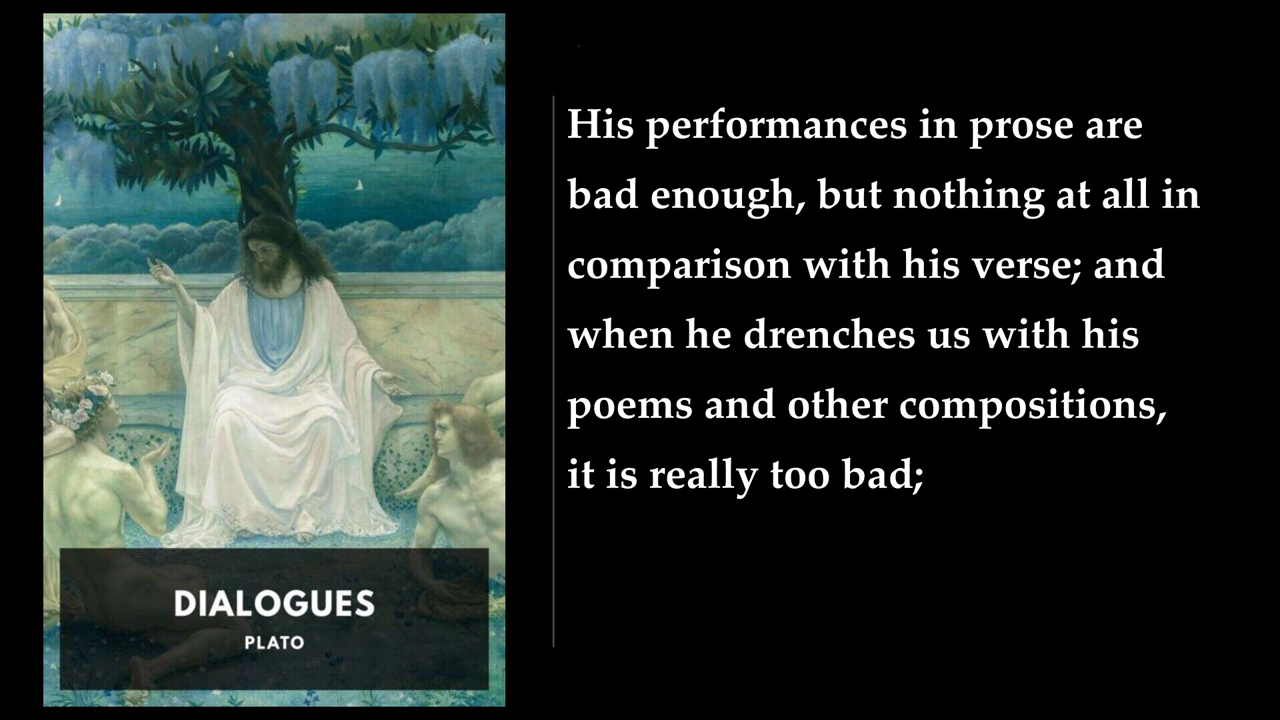 DIALOGUES
PLATO
His performances in prose are
bad enough, but nothing at all in
comparison with his verse; and
when he drenches us with his
poems and other compositions,
it is really too bad;